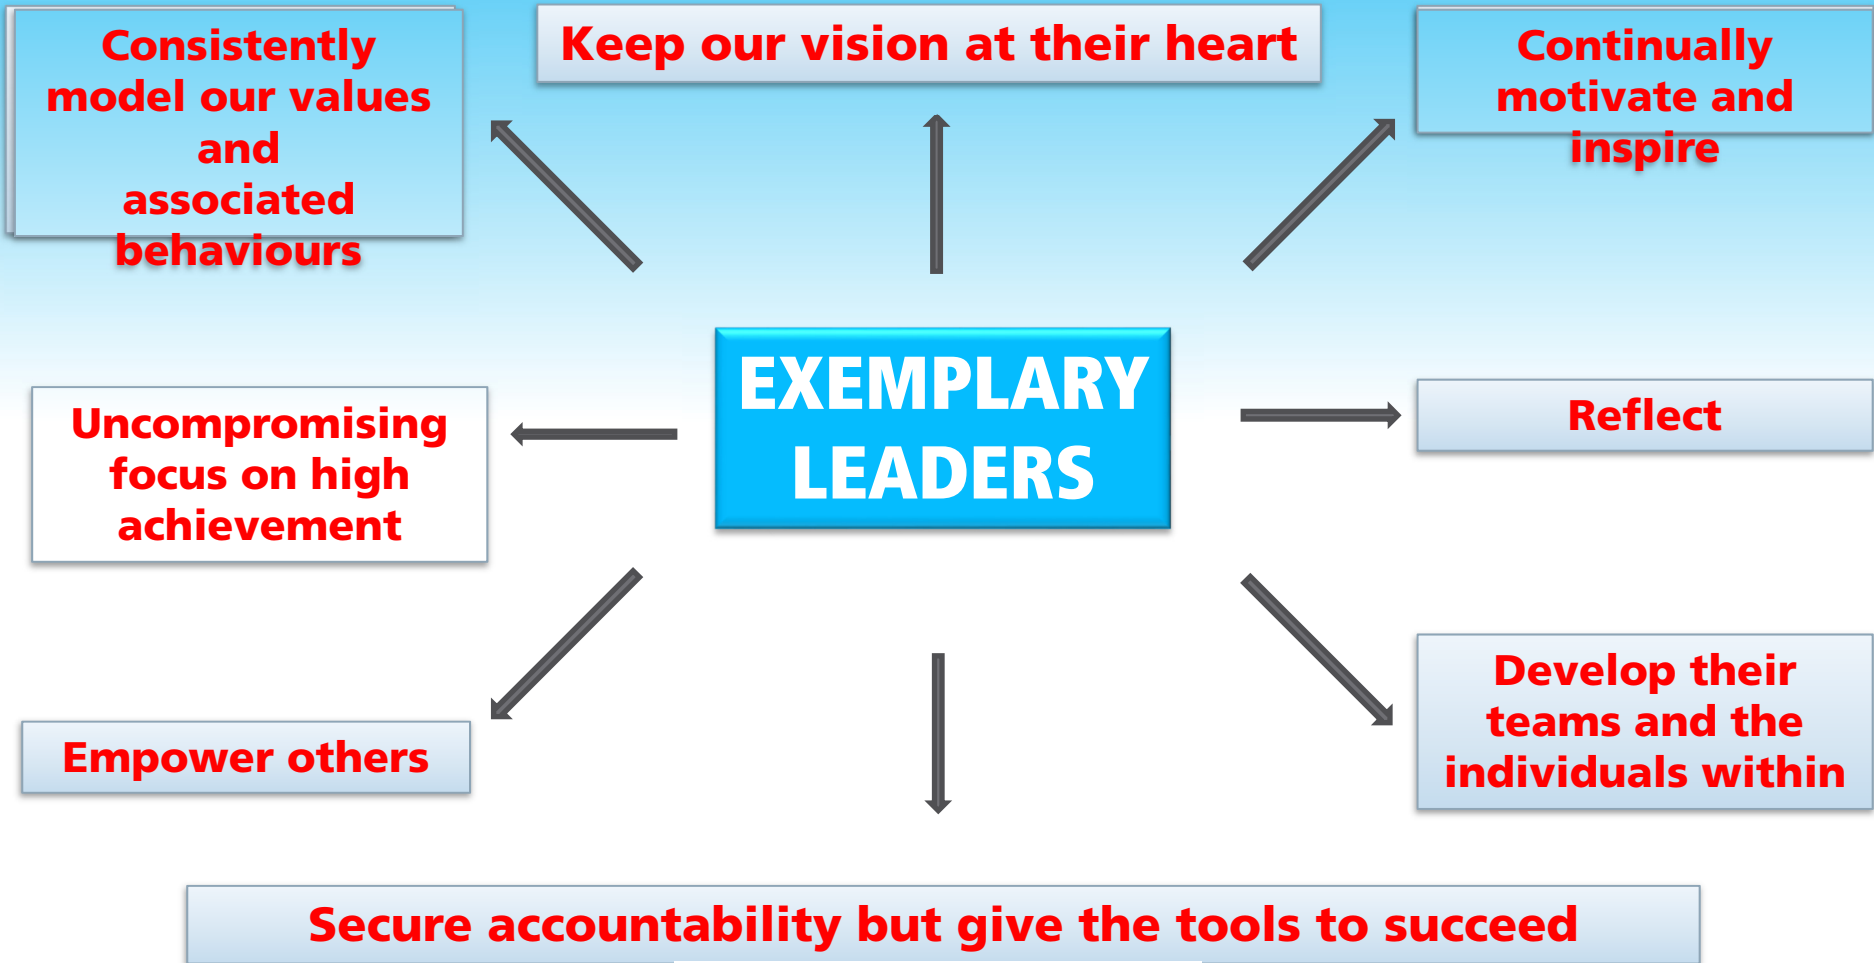 Consistently
model our values
and
associated
behaviours
Keep our vision at their heart
Continually
motivate and
inspire
EXEMPLARY
LEADERS
Uncompromising
focus on high
achievement
Reflect
Empower others
Develop their
teams and the
individuals within
Secure accountability but give the tools to succeed